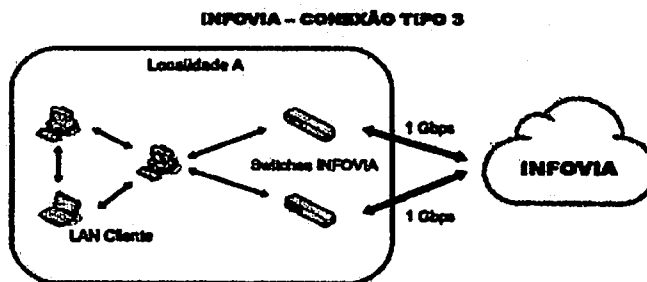 INFOVIA – CONEXÃO TIPO 3
Localidade A
1 Gbps
Switches INFOVIA
INFOVIA
LAN Cliente
1 Gbps